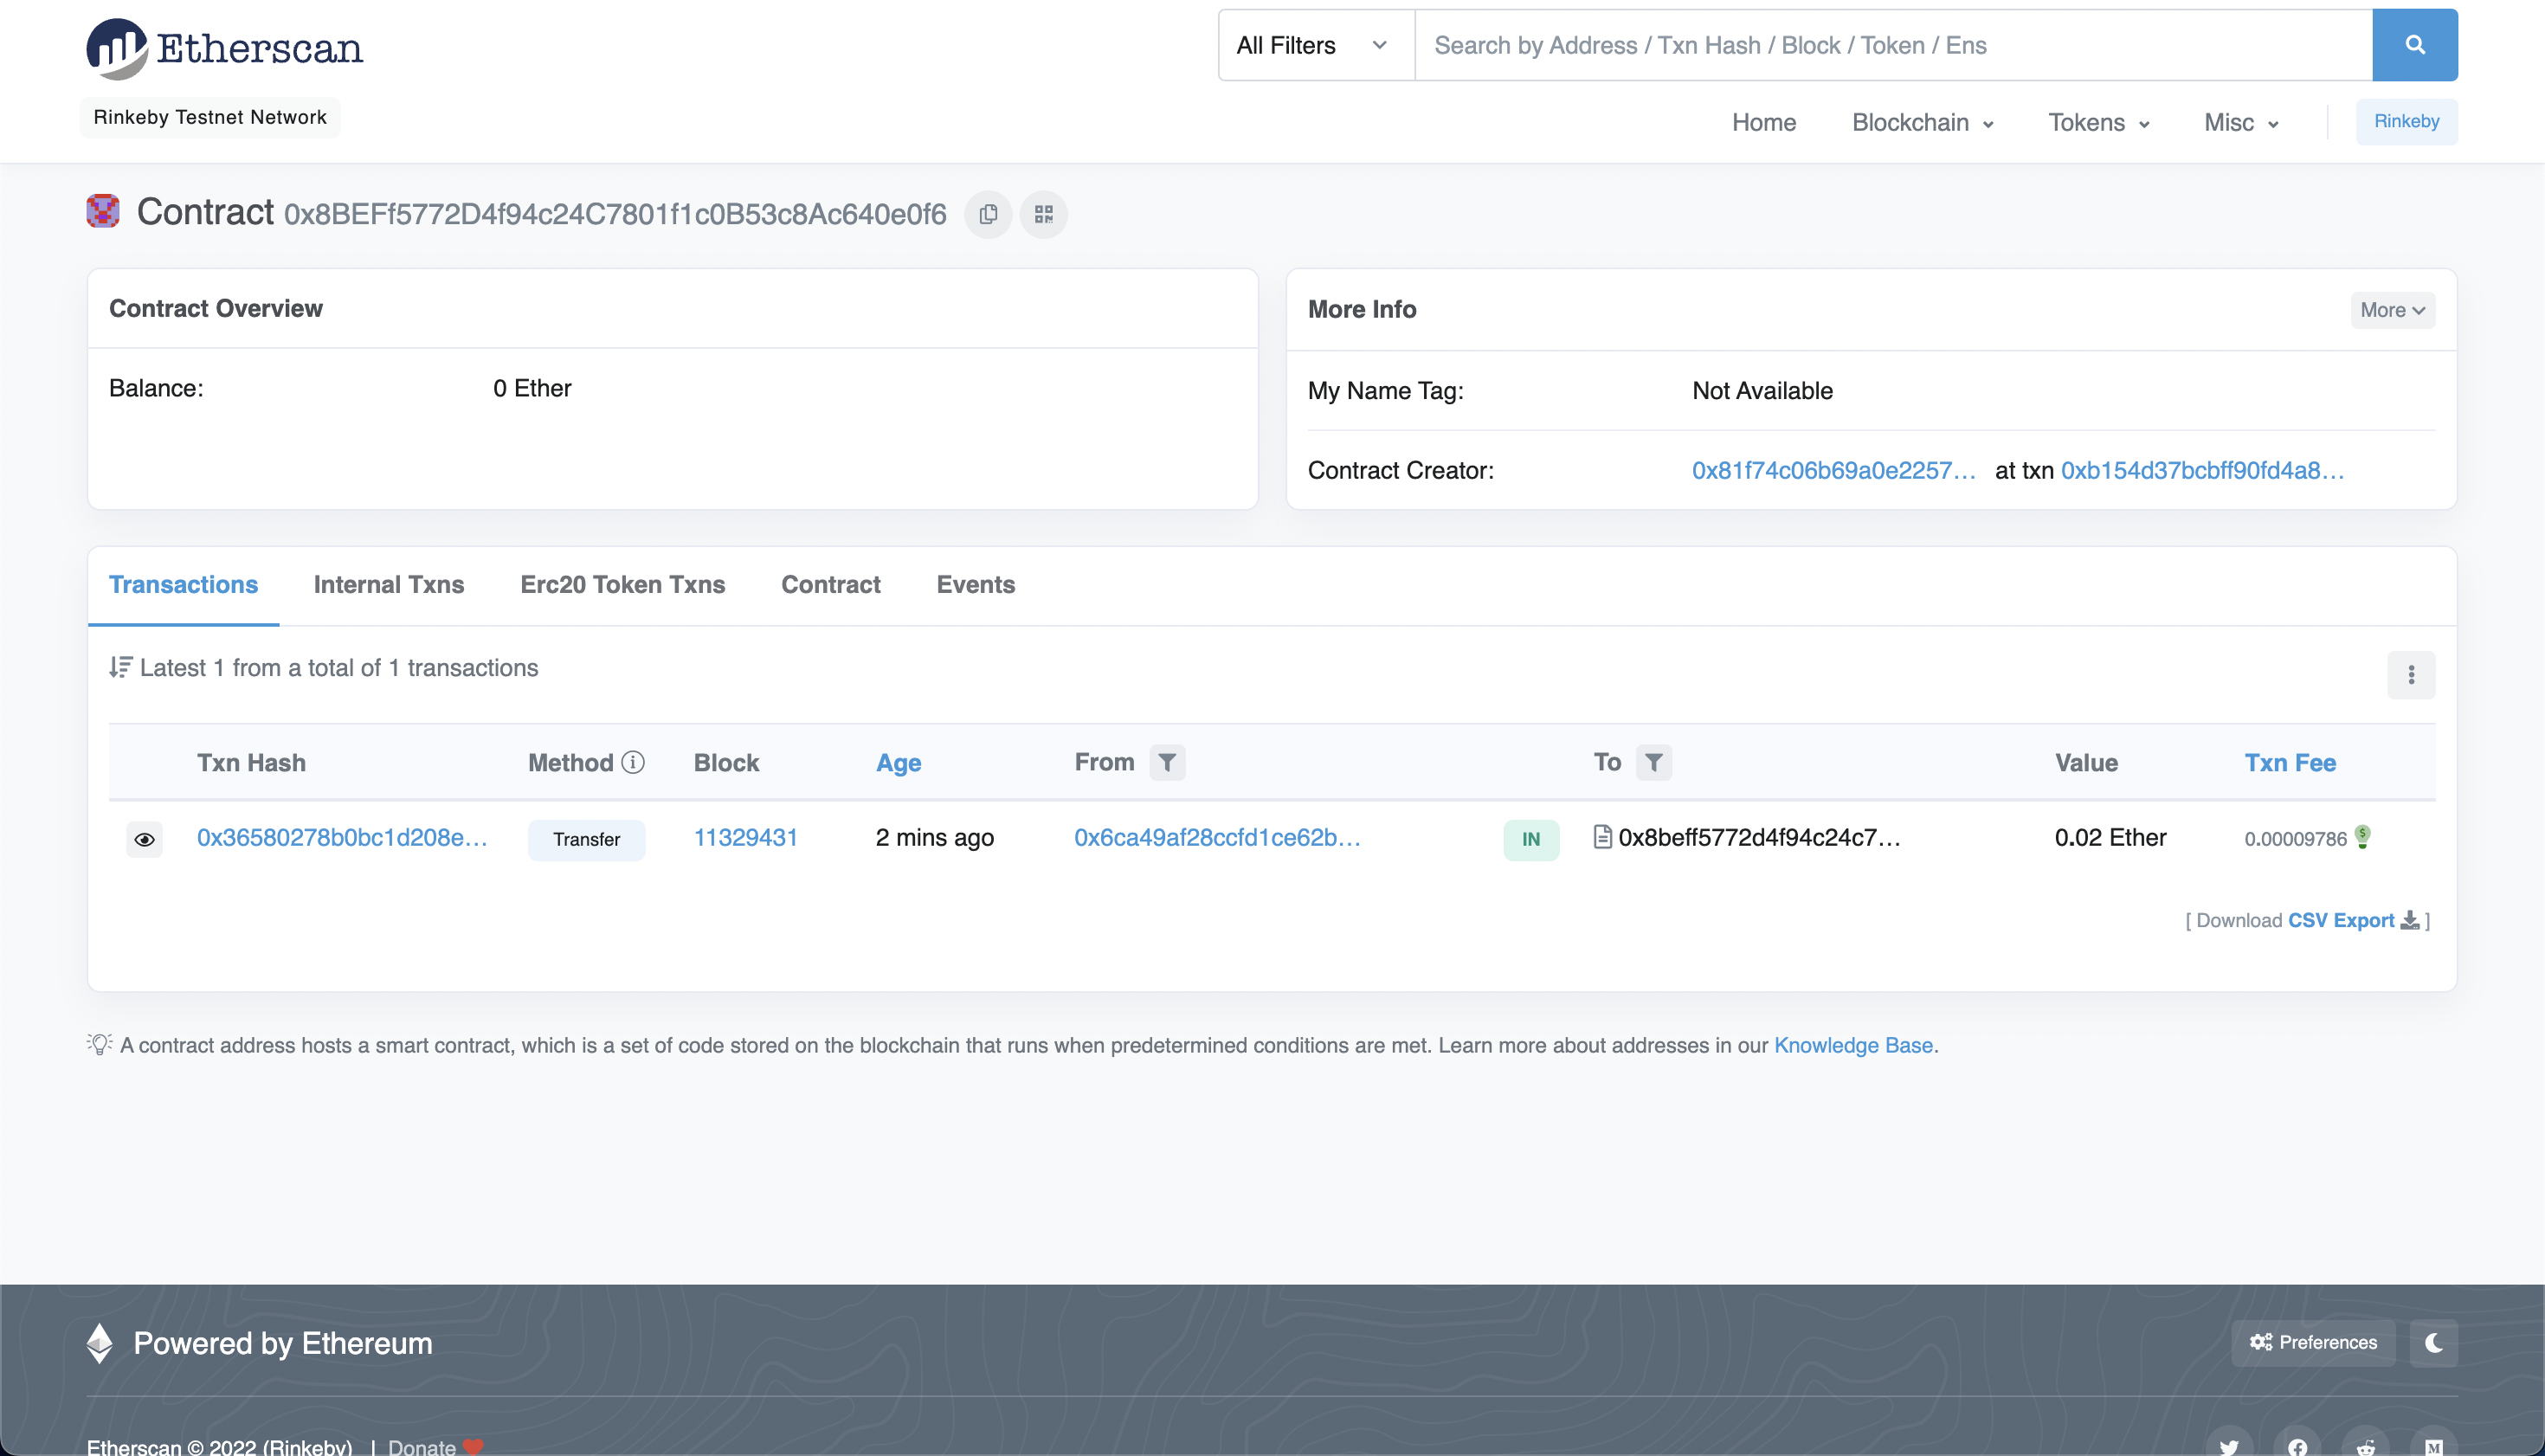 Etherscan
All Filters
Search by Address / Txn Hash / Block / Token / Ens
Rinkeby Testnet Network
Home
Blockchain
Tokens
Misc
Rinkeby
Contract 0x8BEFf5772D4f94c24C7801f1c0B53c8Ac640e0f6
Contract Overview
Balance:
0 Ether
More Info
More
My Name Tag:
Not Available
Contract Creator:
0x81f74c06b69a0e2257... at txn 0xb154d37bcbff90fd4a8...
Transactions
Internal Txns
Erc20 Token Txns
Contract
Events
Latest 1 from a total of 1 transactions
Txn Hash
Method
Block
Age
From
To
Value
Txn Fee
0x36580278b0bc1d208e...
Transfer
11329431
2 mins ago
0x6ca49af28ccfd1ce62b...
IN
0x8beff5772d4f94c24c7...
0.02 Ether
0.00009786
[ Download CSV Export ]
A contract address hosts a smart contract, which is a set of code stored on the blockchain that runs when predetermined conditions are met. Learn more about addresses in our Knowledge Base.
Powered by Ethereum
Preferences
Etherscan © 2022 (Rinkeby) | Donate